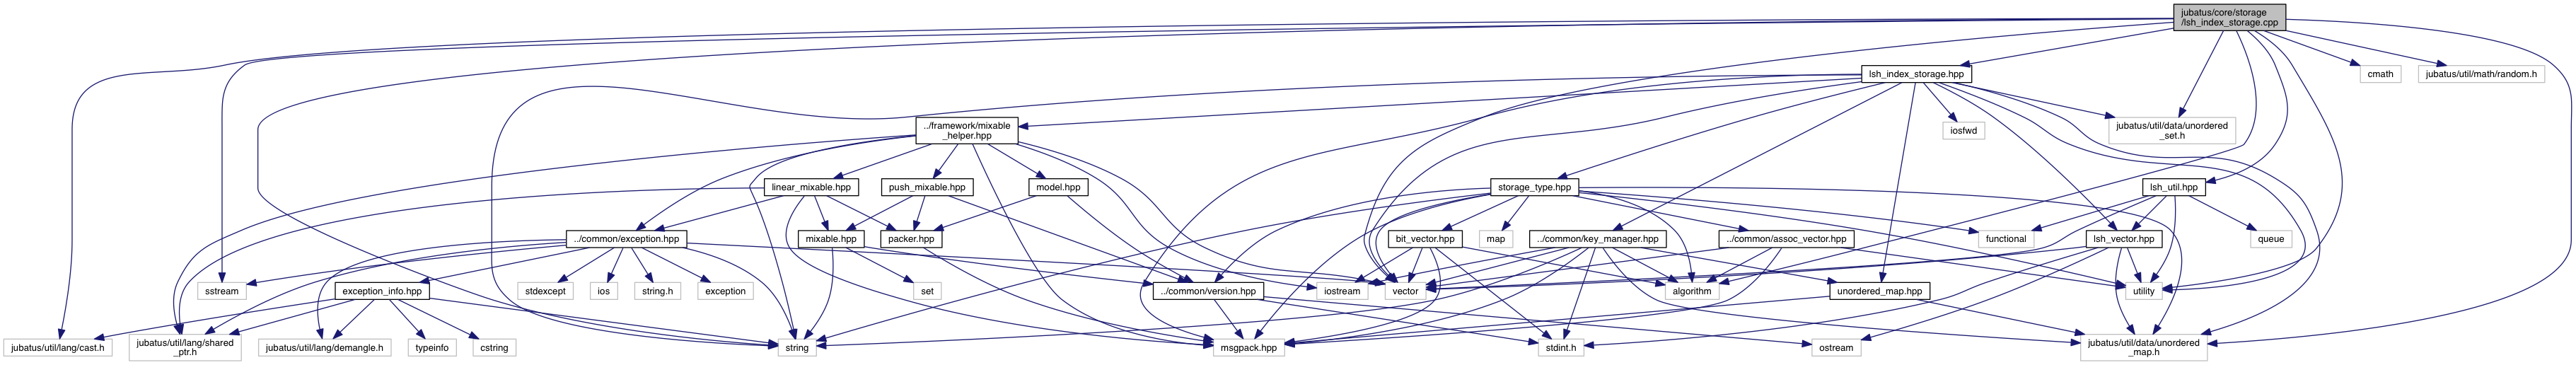 jubatus/core/storage
/lsh_index_storage.cpp
lsh_index_storage.hpp
cmath
jubatus/util/math/random.h
../framework/mixable
_helper.hpp
iosfwd
jubatus/util/data/unordered
_set.h
linear_mixable.hpp
push_mixable.hpp
model.hpp
storage_type.hpp
lsh_util.hpp
../common/exception.hpp
mixable.hpp
packer.hpp
bit_vector.hpp
map
../common/key_manager.hpp
../common/assoc_vector.hpp
functional
lsh_vector.hpp
queue
sstream
exception_info.hpp
stdexcept
ios
string.h
exception
set
../common/version.hpp
iostream
vector
algorithm
unordered_map.hpp
utility
jubatus/util/lang/cast.h
jubatus/util/lang/shared
_ptr.h
jubatus/util/lang/demangle.h
typeinfo
cstring
string
msgpack.hpp
stdint.h
ostream
jubatus/util/data/unordered
_map.h